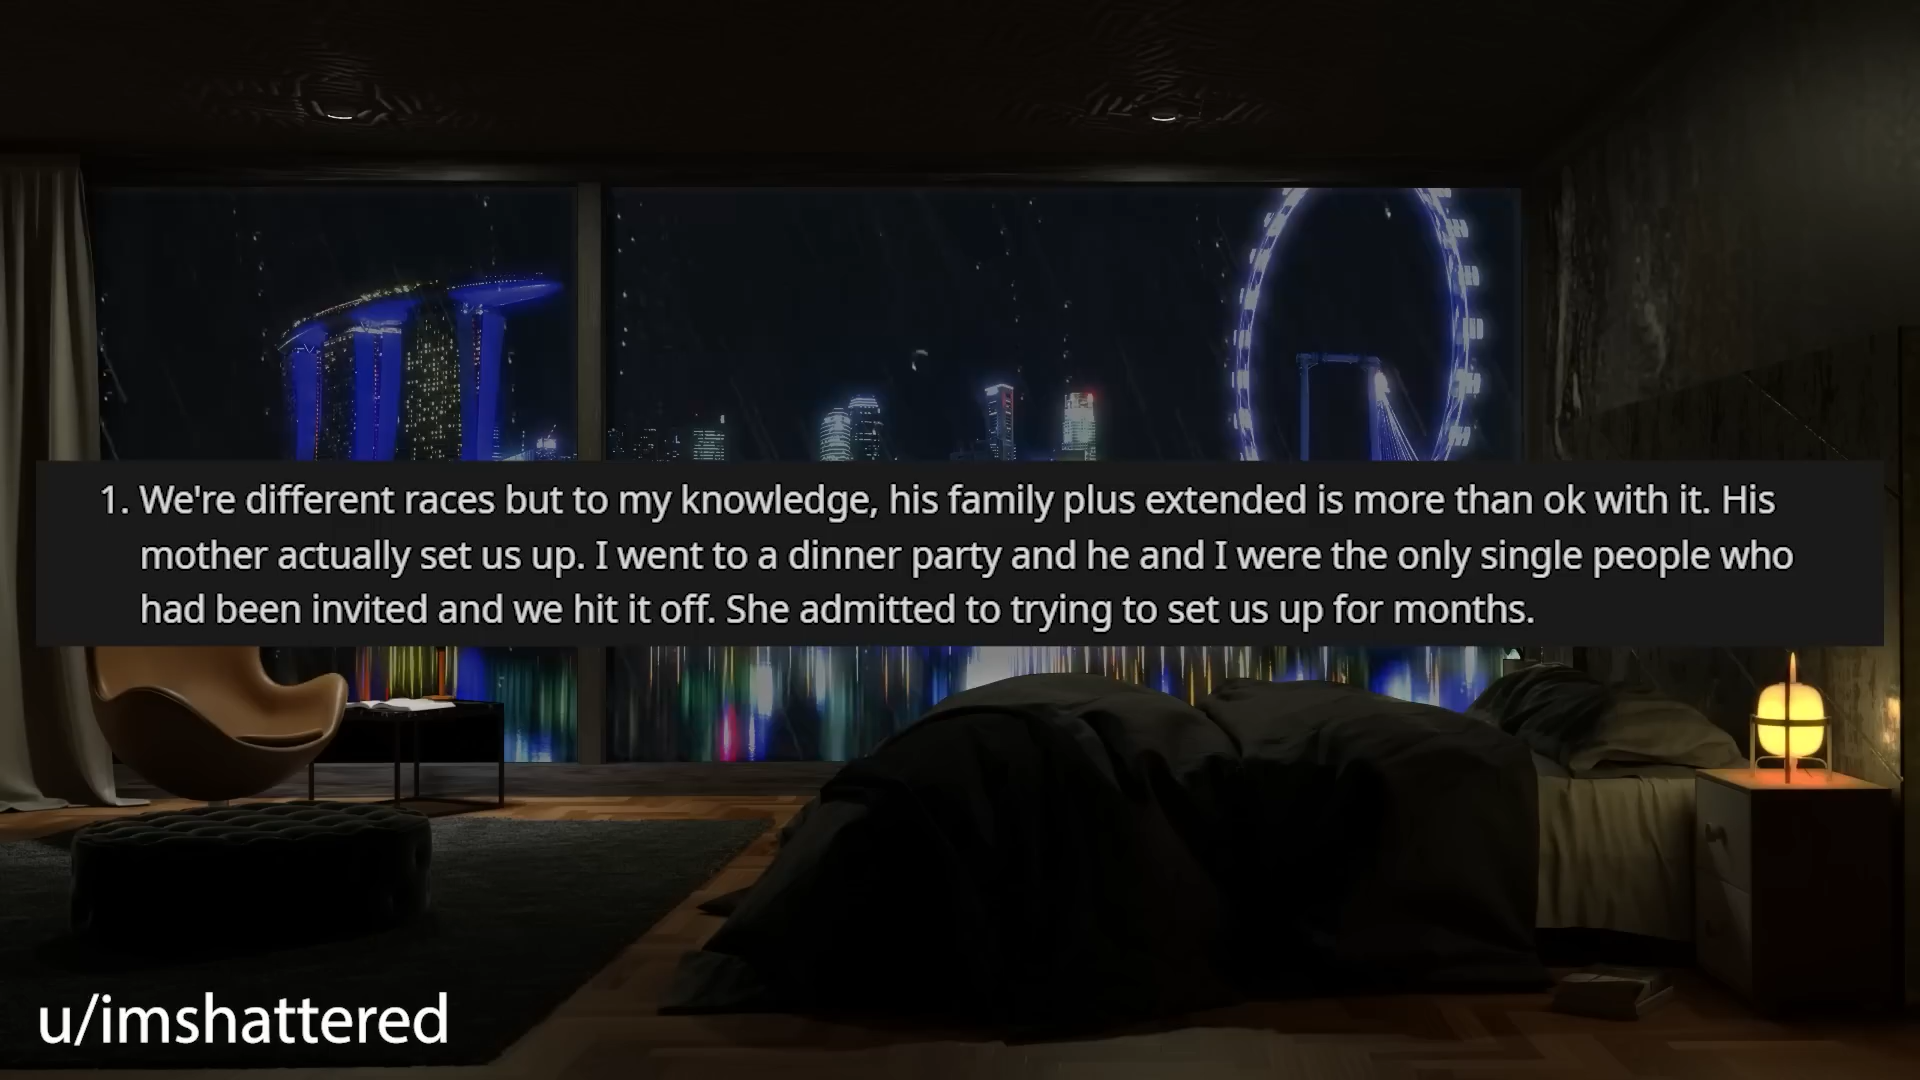 1. We're different races but to my knowledge, his family plus extended is more than ok with it. His
mother actually set us up. I went to a dinner party and he and I were the only single people who
had been invited and we hit it off. She admitted to trying to set us up for months.
u/imshattered